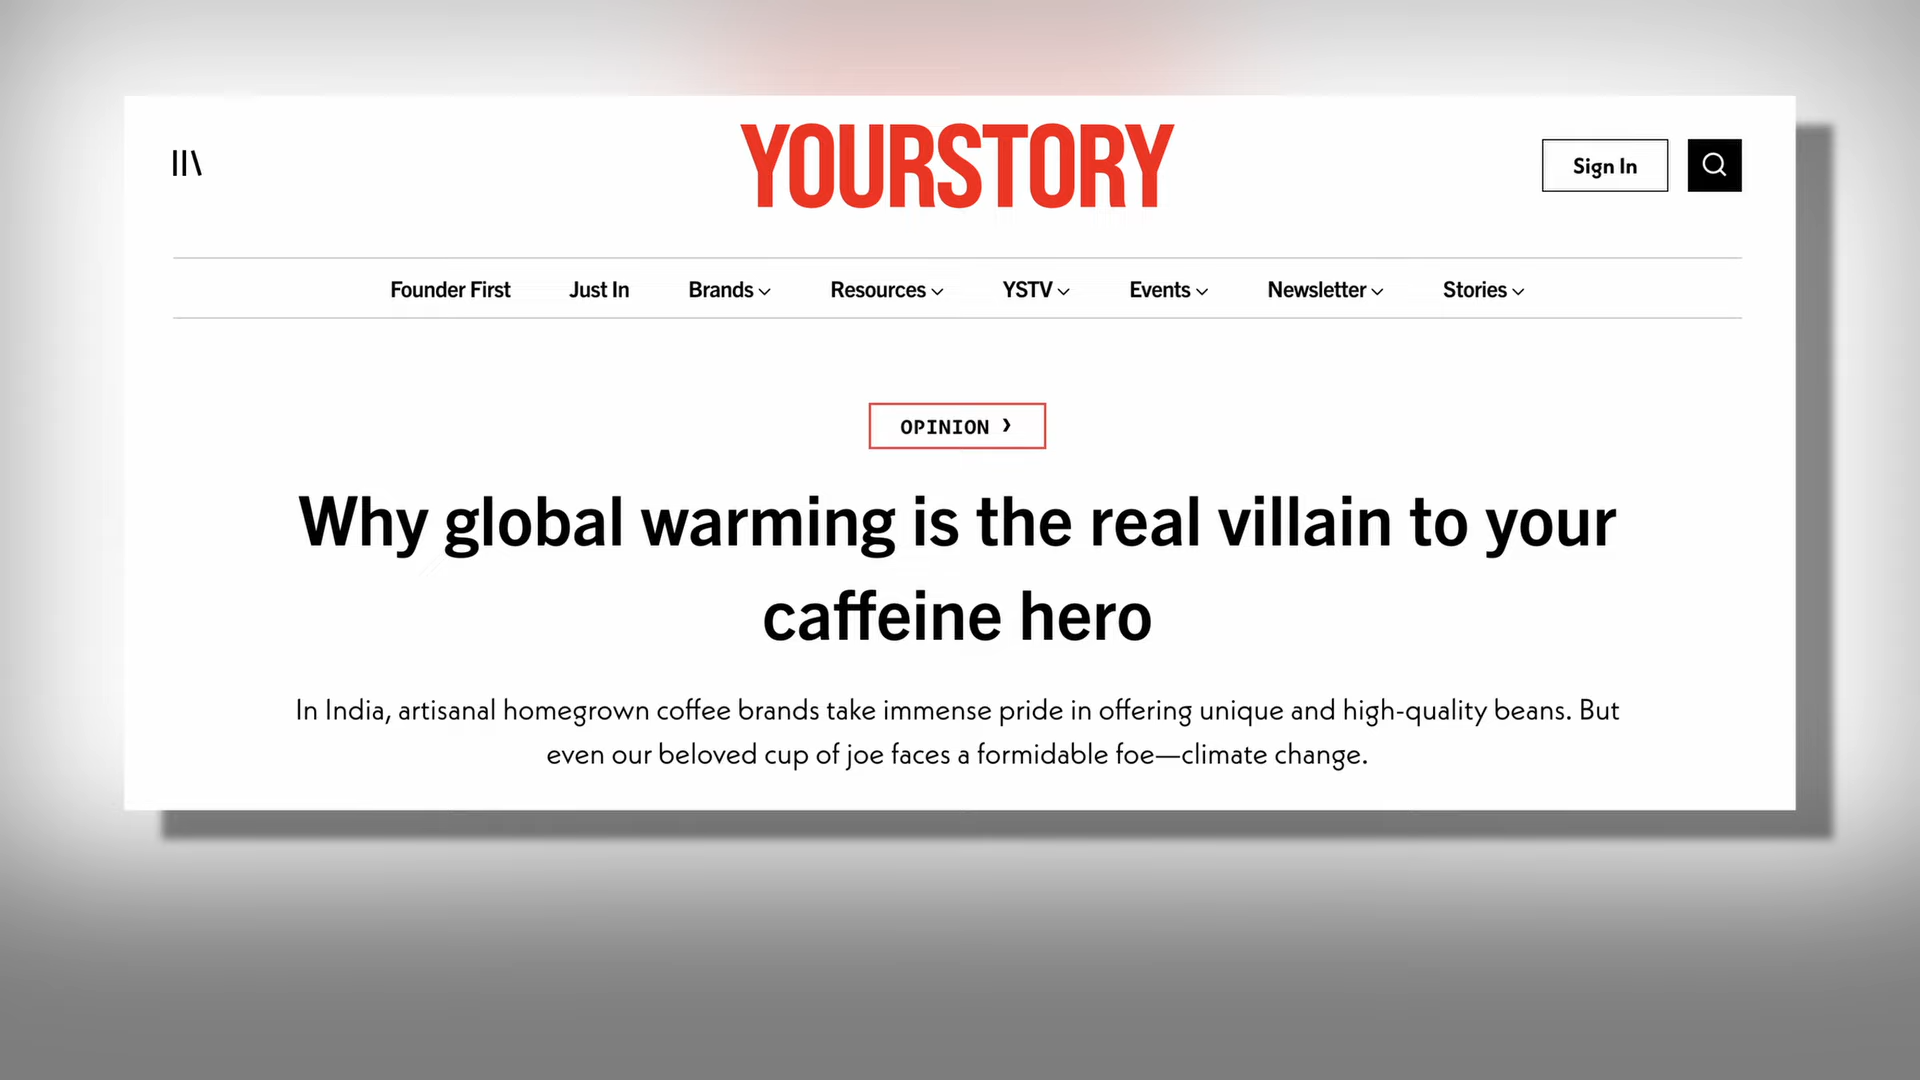 YOURSTORY
Sign In
Founder First Just In Brands Resources YSTV Events Newsletter Stories
OPINION
Why global warming is the real villain to your
caffeine hero
In India, artisanal homegrown coffee brands take immense pride in offering unique and high-quality beans. But
even our beloved cup of joe faces a formidable foe—climate change.